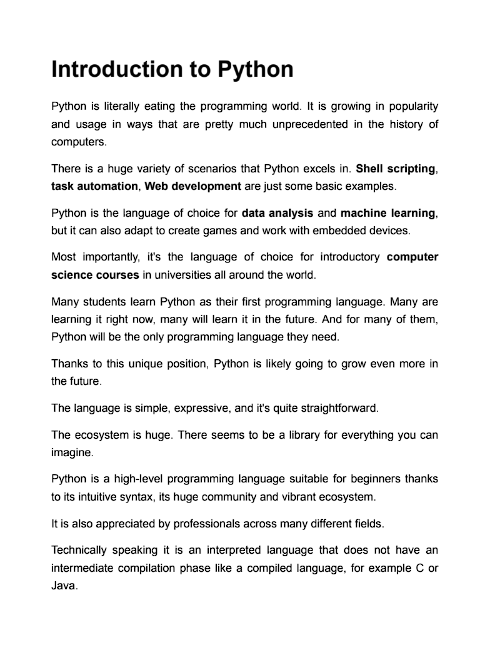 Introduction to Python
Python is literally eating the programming world. It is growing in popularity
and usage in ways that are pretty much unprecedented in the history of
computers.
There is a huge variety of scenarios that Python excels in. Shell scripting,
task automation, Web development are just some basic examples.
Python is the language of choice for data analysis and machine learning,
but it can also adapt to create games and work with embedded devices.
Most importantly, it's the language of choice for introductory computer
science courses in universities all around the world.
Many students learn Python as their first programming language. Many are
learning it right now, many will learn it in the future. And for many of them,
Python will be the only programming language they need.
Thanks to this unique position, Python is likely going to grow even more in
the future.
The language is simple, expressive, and it's quite straightforward.
The ecosystem is huge. There seems to be a library for everything you can
imagine.
Python is a high-level programming language suitable for beginners thanks
to its intuitive syntax, its huge community and vibrant ecosystem.
It is also appreciated by professionals across many different fields.
Technically speaking it is an interpreted language that does not have an
intermediate compilation phase like a compiled language, for example C or
Java.